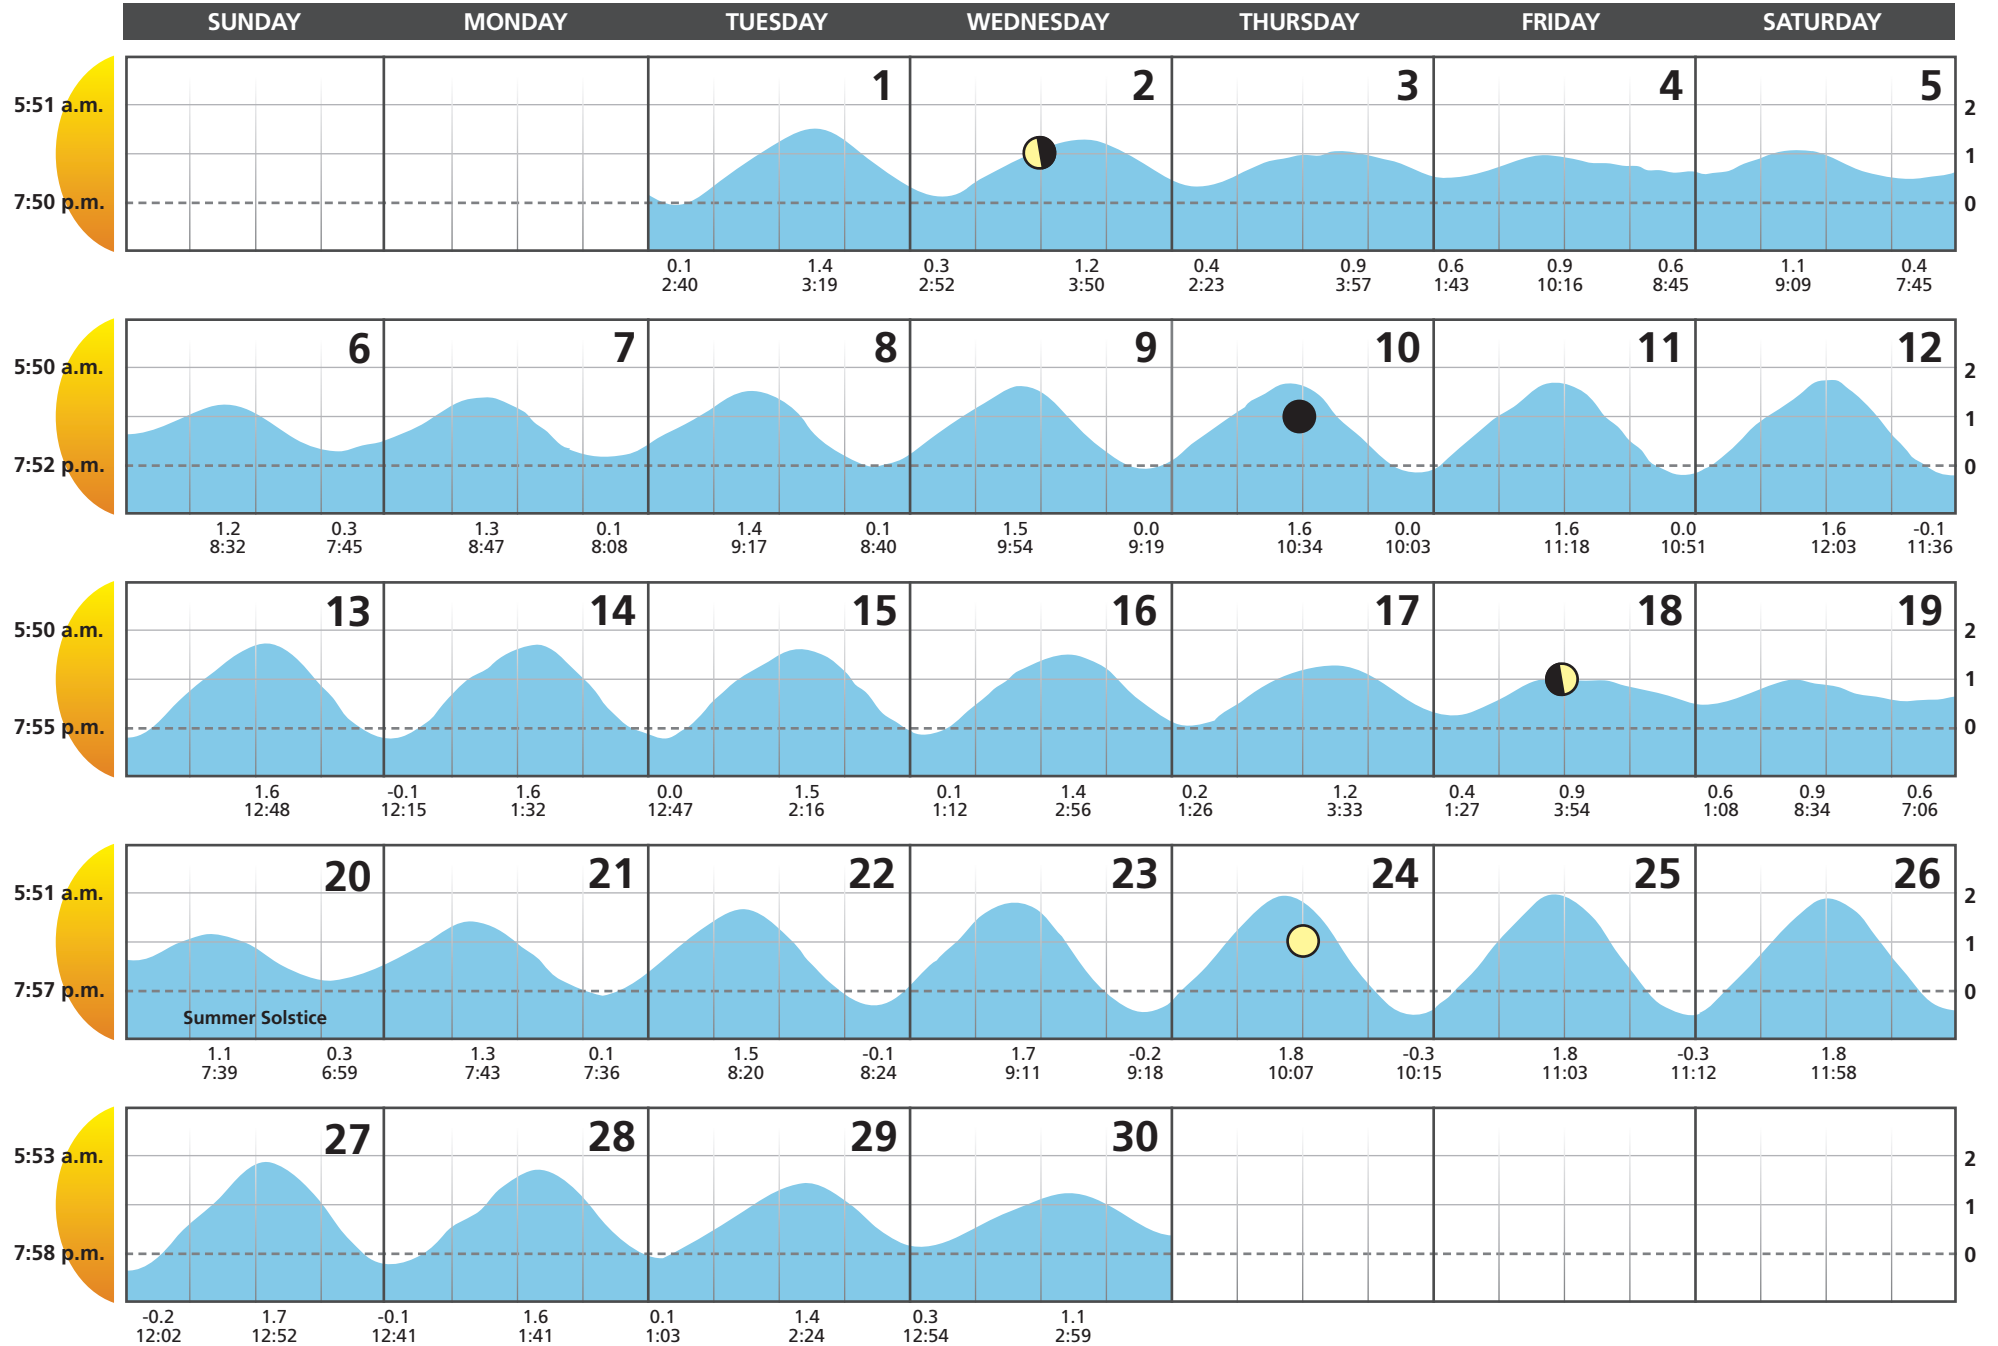 SUNDAY MONDAY TUESDAY WEDNESDAY THURSDAY FRIDAY SATURDAY
1 2 3 4 5
5:51 a.m. 2
1
7:50 p.m. 0
0.1 1.4 0.3 1.2 0.4 0.9 0.6 0.9 0.6 1.1 0.4
2:40 3:19 2:52 3:50 2:23 3:57 1:43 10:16 8:45 9:09 7:45
6 7 8 9 10 11 12
5:50 a.m. 2
1
7:52 p.m. 0
1.2 0.3 1.3 0.1 1.4 0.1 1.5 0.0 1.6 0.0 1.6 0.0 1.6 -0.1
8:32 7:45 8:47 8:08 9:17 8:40 9:54 9:19 10:34 10:03 11:18 10:51 12:03 11:36
13 14 15 16 17 18 19
5:50 a.m. 2
1
7:55 p.m. 0
1.6 -0.1 1.6 0.0 1.5 0.1 1.4 0.2 1.2 0.4 0.9 0.6 0.9 0.6
12:48 12:15 1:32 12:47 2:16 1:12 2:56 1:26 3:33 1:27 3:54 1:08 8:34 7:06
20 21 22 23 24 25 26
5:51 a.m. 2
1
7:57 p.m. 0
Summer Solstice
1.1 0.3 1.3 0.1 1.5 -0.1 1.7 -0.2 1.8 -0.3 1.8 -0.3 1.8
7:39 6:59 7:43 7:36 8:20 8:24 9:11 9:18 10:07 10:15 11:03 11:12 11:58
27 28 29 30
5:53 a.m. 2
1
7:58 p.m. 0
-0.2 1.7 -0.1 1.6 0.1 1.4 0.3 1.1
12:02 12:52 12:41 1:41 1:03 2:24 12:54 2:59